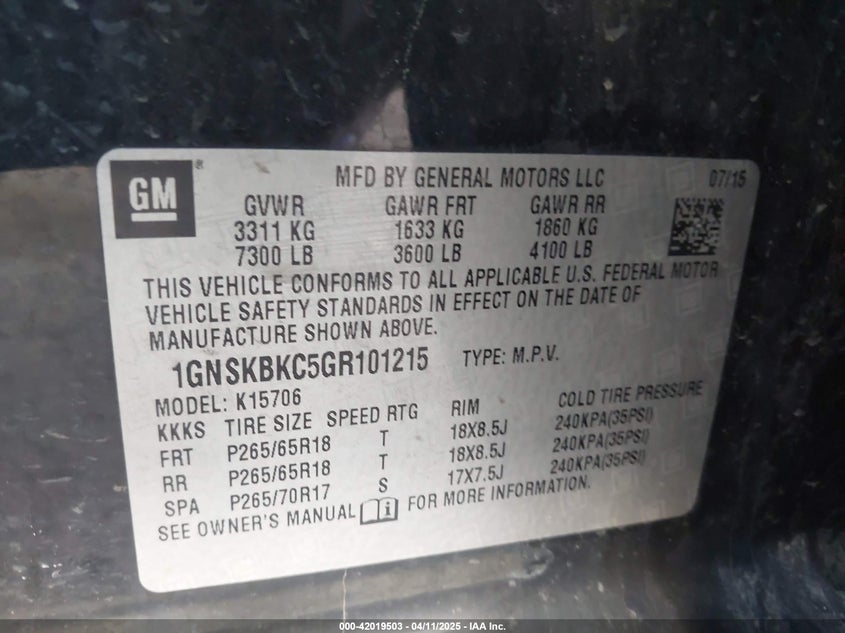 GM®
MFD BY GENERAL MOTORS LLC 07/15
GVWR GAWR FRT GAWR RR
3311 KG 1633 KG 1860 KG
7300 LB 3600 LB 4100 LB
THIS VEHICLE CONFORMS TO ALL APPLICABLE U.S. FEDERAL MOTOR
VEHICLE SAFETY STANDARDS IN EFFECT ON THE DATE OF
MANUFACTURE SHOWN ABOVE.
1GNSKBKC5GR101215 TYPE: M.P.V.
MODEL: K15706
KKKS TIRE SIZE SPEED RTG RIM COLD TIRE PRESSURE
FRT P265/65R18 T 18X8.5J 240KPA(35PSI)
RR P265/65R18 T 18X8.5J 240KPA(35PSI)
SPA P265/70R17 S 17X7.5J 240KPA(35PSI)
SEE OWNER'S MANUAL i FOR MORE INFORMATION.
000-42019503 - 04/11/2025 - IAA Inc.